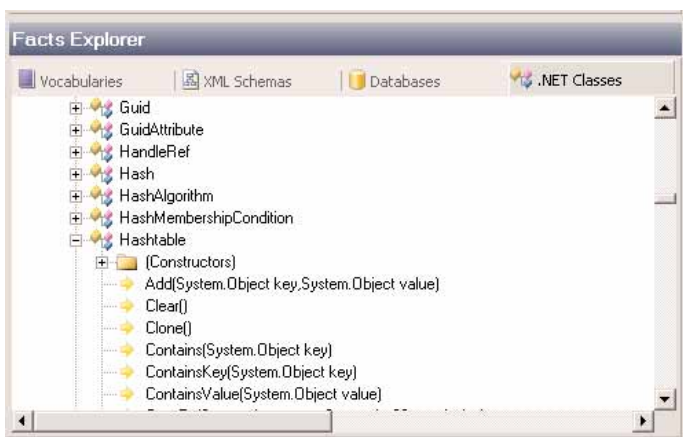 Facts Explorer
Vocabularies XML Schemas Databases .NET Classes
Guid
GuidAttribute
HandleRef
Hash
HashAlgorithm
HashMembershipCondition
Hashtable
(Constructors)
Add(System.Object key,System.Object value)
Clear()
Clone()
Contains(System.Object key)
ContainsKey(System.Object key)
ContainsValue(System.Object value)